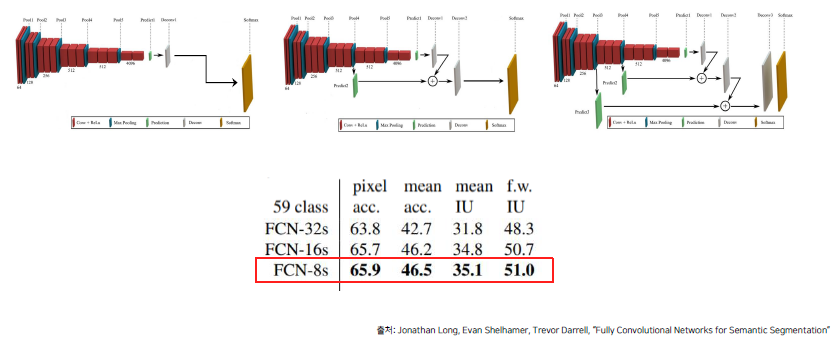 Pool1 Pool2 Pool3 Pool4 Pool5 Predict1 Deconv1 Softmax
64 128 256 512 512 4096
Conv + ReLu Max Pooling Prediction Deconv Softmax
Pool1 Pool2 Pool3 Pool4 Pool5 Predict1 Deconv1 Deconv2 Softmax
64 128 256 512 512 4096
Predict2
Conv + ReLu Max Pooling Prediction Deconv Softmax
Pool1 Pool2 Pool3 Pool4 Pool5 Predict1 Deconv1 Deconv2 Deconv3 Softmax
64 128 256 512 512 4096
Predict2
Predict3
Conv + ReLu Max Pooling Prediction Deconv Softmax
pixel mean mean f.w.
59 class acc. acc. IU IU
FCN-32s 63.8 42.7 31.8 48.3
FCN-16s 65.7 46.2 34.8 50.7
FCN-8s 65.9 46.5 35.1 51.0
출처: Jonathan Long, Evan Shelhamer, Trevor Darrell, “Fully Convolutional Networks for Semantic Segmentation”